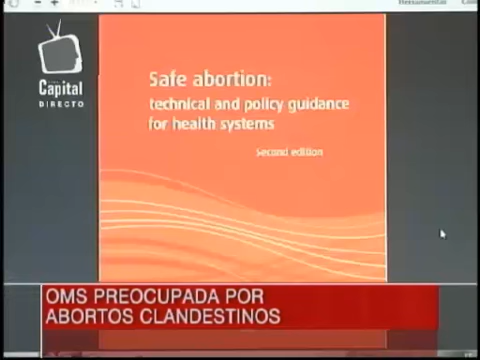 Capital
DIRECTO
Safe abortion:
technical and policy guidance
for health systems
Second edition
OMS PREOCUPADA POR
ABORTOS CLANDESTINOS